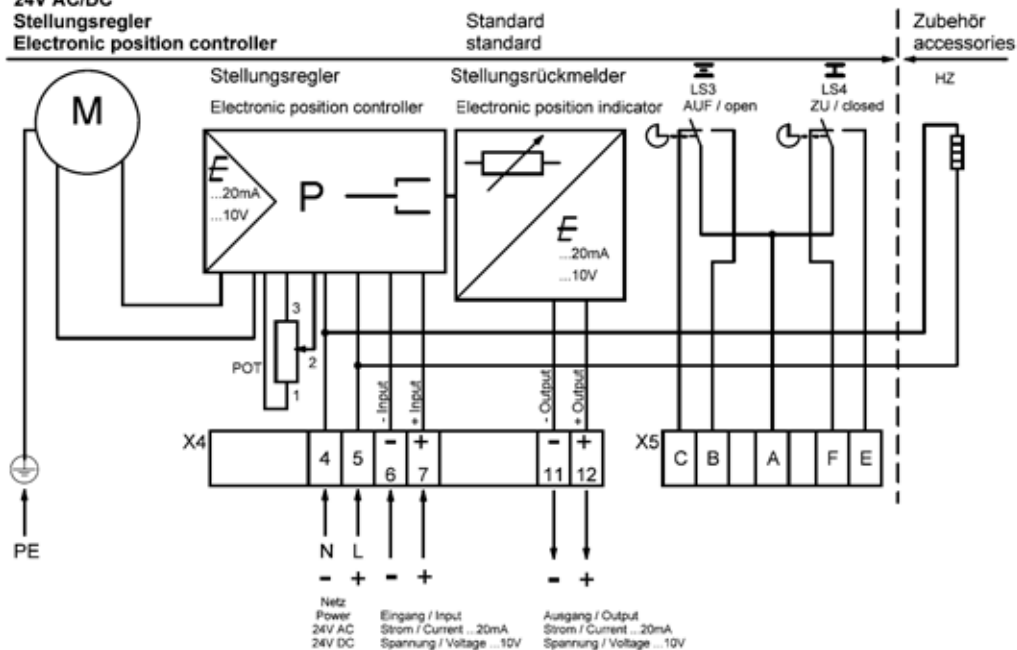 24V AC/DC
Stellungsregler
Electronic position controller
Standard
standard
Zubehör
accessories
HZ
Stellungsregler
Electronic position controller
Stellungsrückmelder
Electronic position indicator
LS3
AUF / open
LS4
ZU / closed
M
E
...20mA
...10V
P
E
...20mA
...10V
POT
3
2
1
- Input
+ Input
- Output
+ Output
X4
4
5
-
6
+
7
-
11
+
12
X5
C
B
A
F
E
PE
N
L
- + - +
- +
Netz
Power
24V AC
24V DC
Eingang / Input
Strom / Current ...20mA
Spannung / Voltage ...10V
Ausgang / Output
Strom / Current ...20mA
Spannung / Voltage ...10V